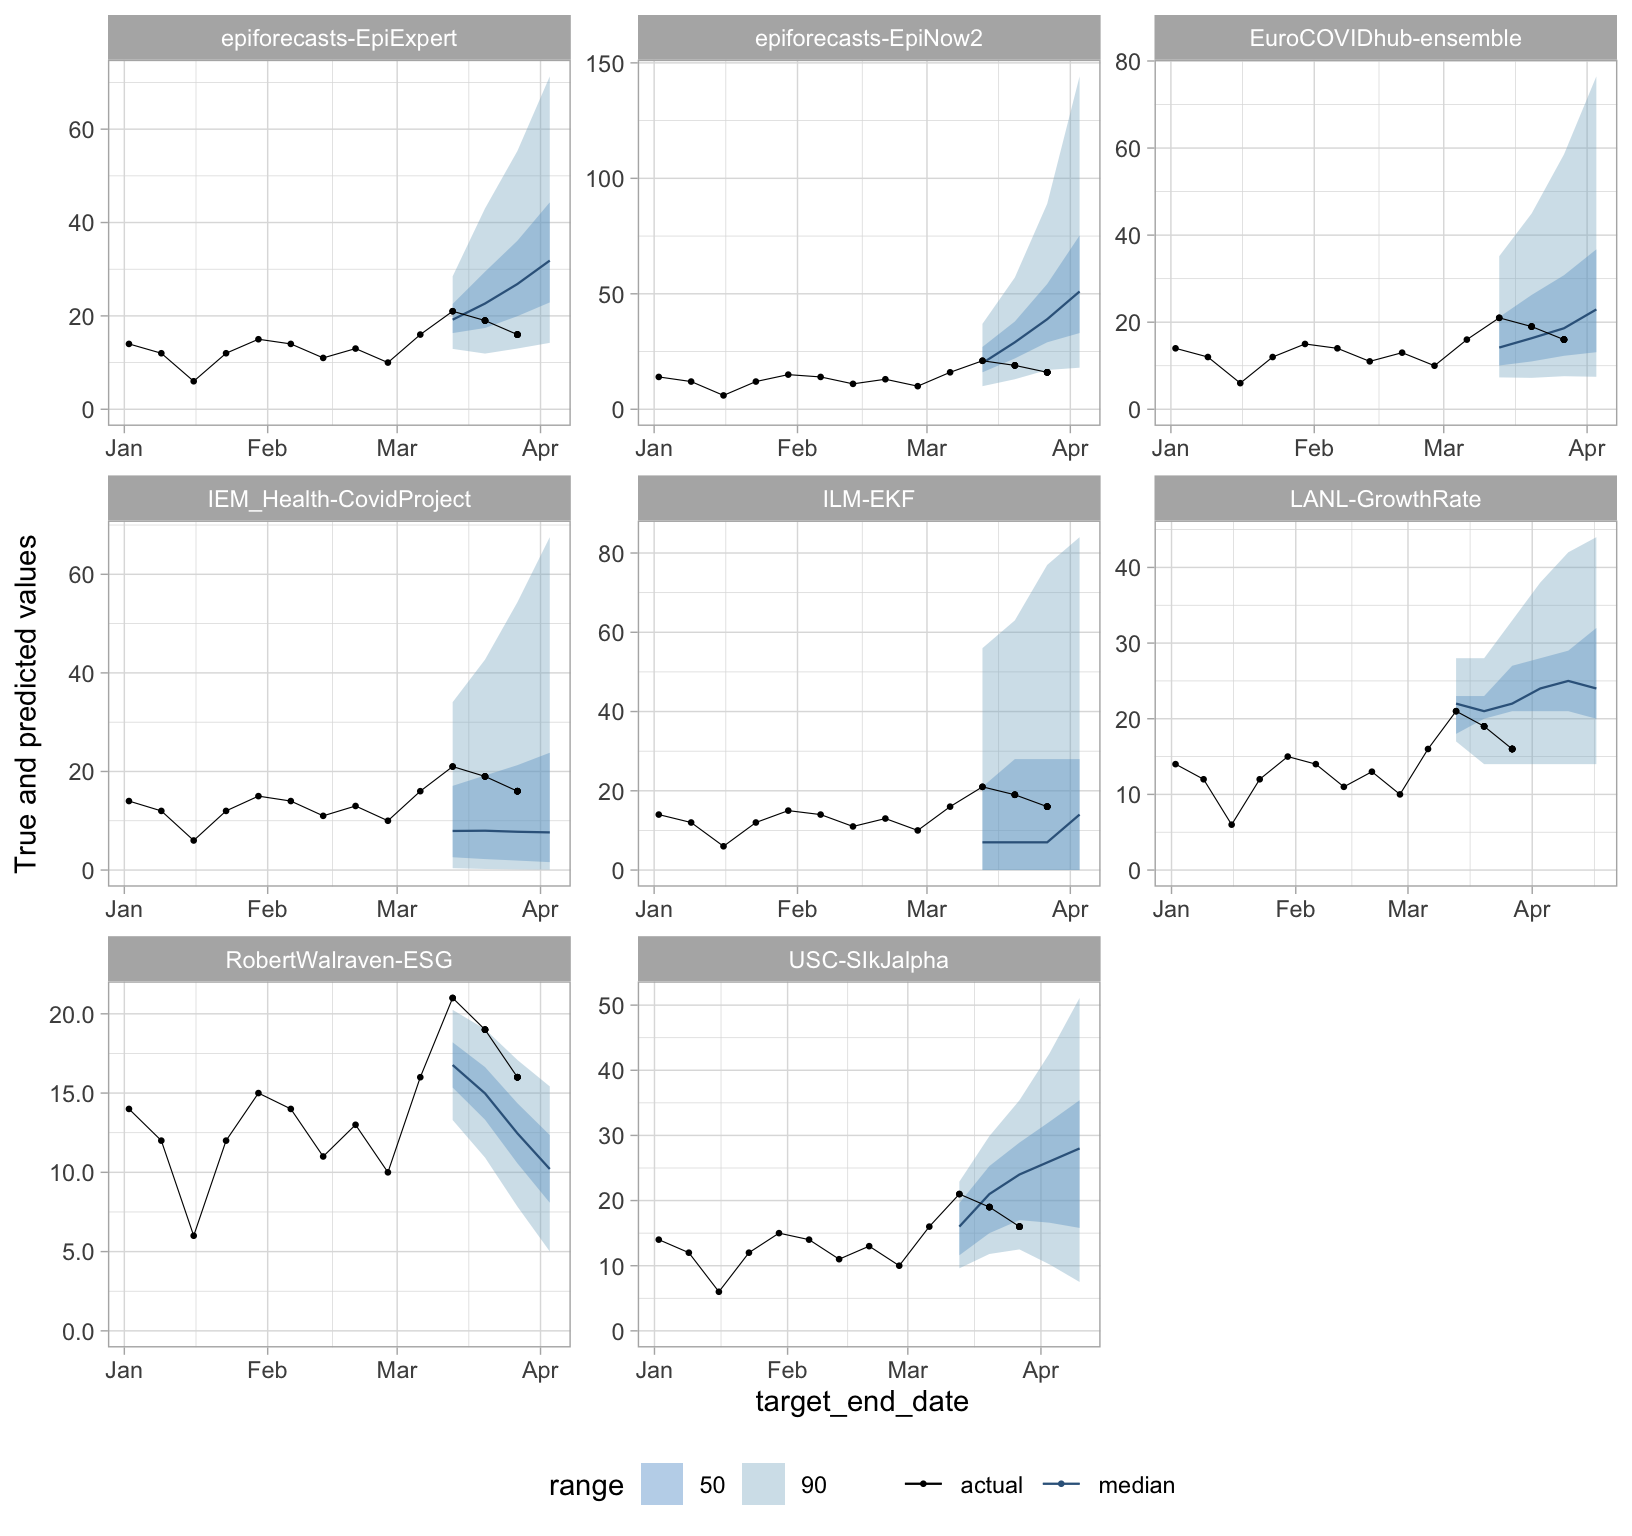 epiforecasts-EpiExpert
epiforecasts-EpiNow2
EuroCOVIDhub-ensemble
60
40
20
0
Jan Feb Mar Apr
150
100
50
0
Jan Feb Mar Apr
80
60
40
20
0
Jan Feb Mar Apr
True and predicted values
IEM_Health-CovidProject
ILM-EKF
LANL-GrowthRate
60
40
20
0
Jan Feb Mar Apr
80
60
40
20
0
Jan Feb Mar Apr
40
30
20
10
0
Jan Feb Mar Apr
RobertWalraven-ESG
USC-SIkJalpha
20.0
15.0
10.0
5.0
0.0
Jan Feb Mar Apr
50
40
30
20
10
0
Jan Feb Mar Apr
target_end_date
range 50 90 actual median